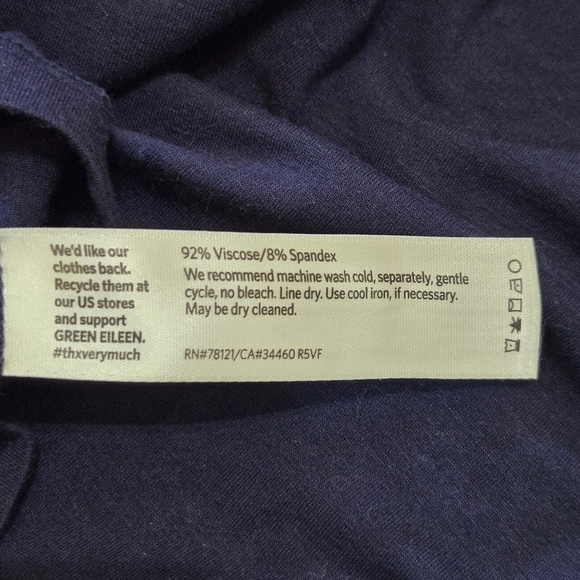 We'd like our
clothes back.
Recycle them at
our US stores
and support
GREEN EILEEN.
#thxverymuch
92% Viscose/8% Spandex
We recommend machine wash cold, separately, gentle
cycle, no bleach. Line dry. Use cool iron, if necessary.
May be dry cleaned.
RN#78121/CA#34460 R5VF